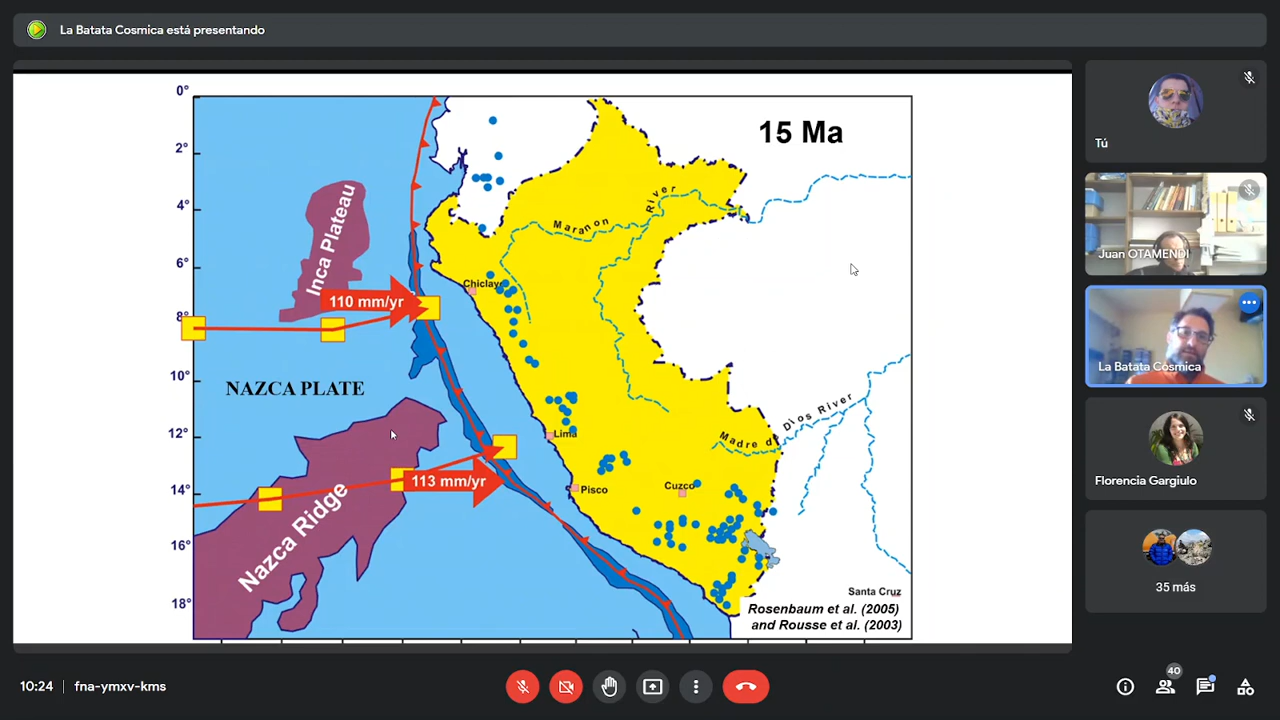 La Batata Cosmica está presentando
0°
2°
4°
6°
8°
10°
12°
14°
16°
18°
15 Ma
Inca Plateau
110 mm/yr
NAZCA PLATE
113 mm/yr
Nazca Ridge
Maranon River
Chiclayo
Lima
Pisco
Cuzco
Madre de Dios River
Santa Cruz
Rosenbaum et al. (2005)
and Rousse et al. (2003)
Tú
Juan OTAMENDI
La Batata Cosmica
Florencia Gargiulo
35 más
10:24 | fna-ymxv-kms
40